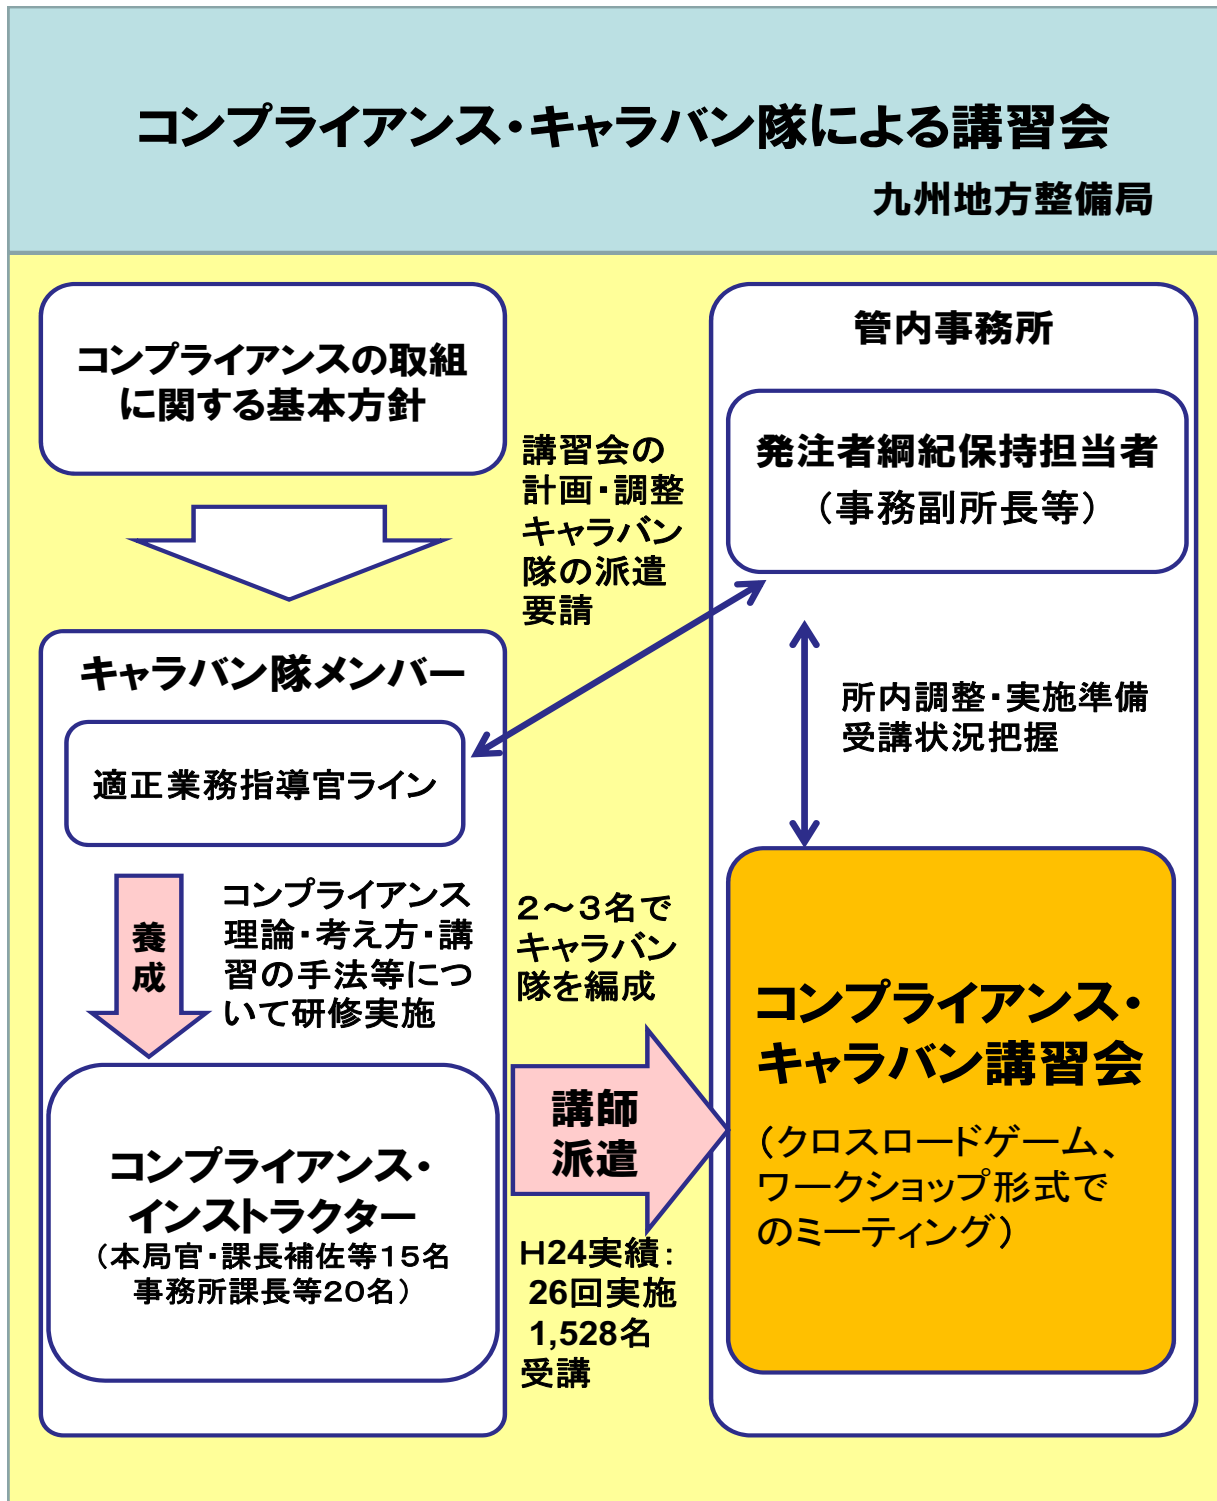 コンプライアンス・キャラバン隊による講習会
九州地方整備局
コンプライアンスの取組
に関する基本方針
キャラバン隊メンバー
適正業務指導官ライン
養
成
コンプライアンス
理論・考え方・講
習の手法等につ
いて研修実施
コンプライアンス・
インストラクター
（本局官・課長補佐等１５名
事務所課長等２０名）
講習会の
計画・調整
キャラバン
隊の派遣
要請
２～３名で
キャラバン
隊を編成
講師
派遣
Ｈ24実績：
26回実施
1,528名
受講
管内事務所
発注者綱紀保持担当者
（事務副所長等）
所内調整・実施準備
受講状況把握
コンプライアンス・
キャラバン講習会
（クロスロードゲーム、
ワークショップ形式で
のミーティング）